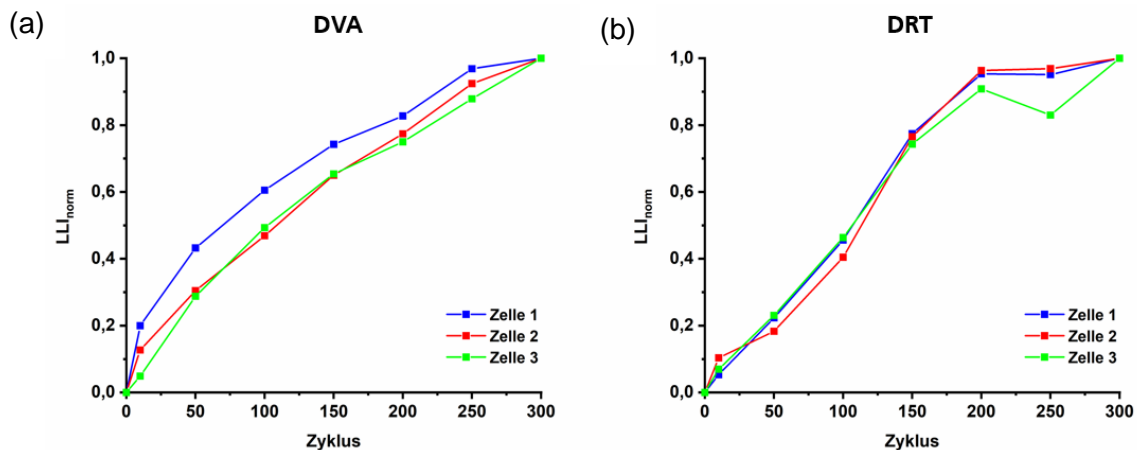 (a)
DVA
1,0
0,8
0,6
0,4
0,2
0,0
LLInorm
0 50 100 150 200 250 300
Zyklus
Zelle 1
Zelle 2
Zelle 3
(b)
DRT
1,0
0,8
0,6
0,4
0,2
0,0
LLInorm
0 50 100 150 200 250 300
Zyklus
Zelle 1
Zelle 2
Zelle 3